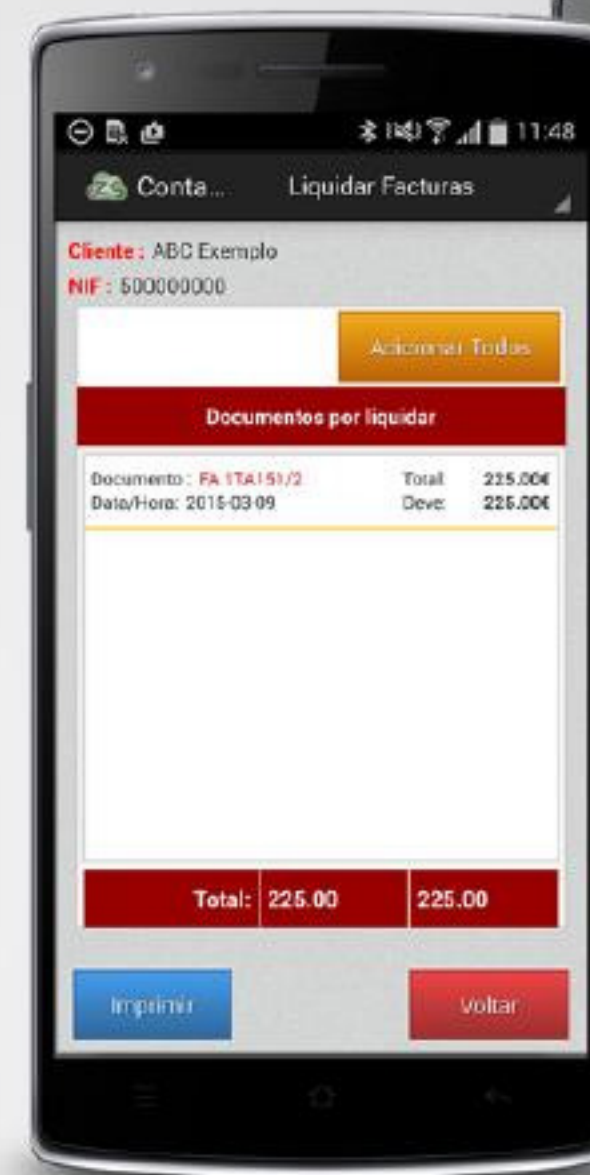 11:48
Conta... Liquidar Facturas
Cliente : ABC Exemplo
NIF : 500000000
Adicionar Todos
Documentos por liquidar
Documento : FA 1TA151/2 Total 225.00€
Data/Hora: 2015-03-09 Deve: 225.00€
Total: 225.00 225.00
Imprimir Voltar